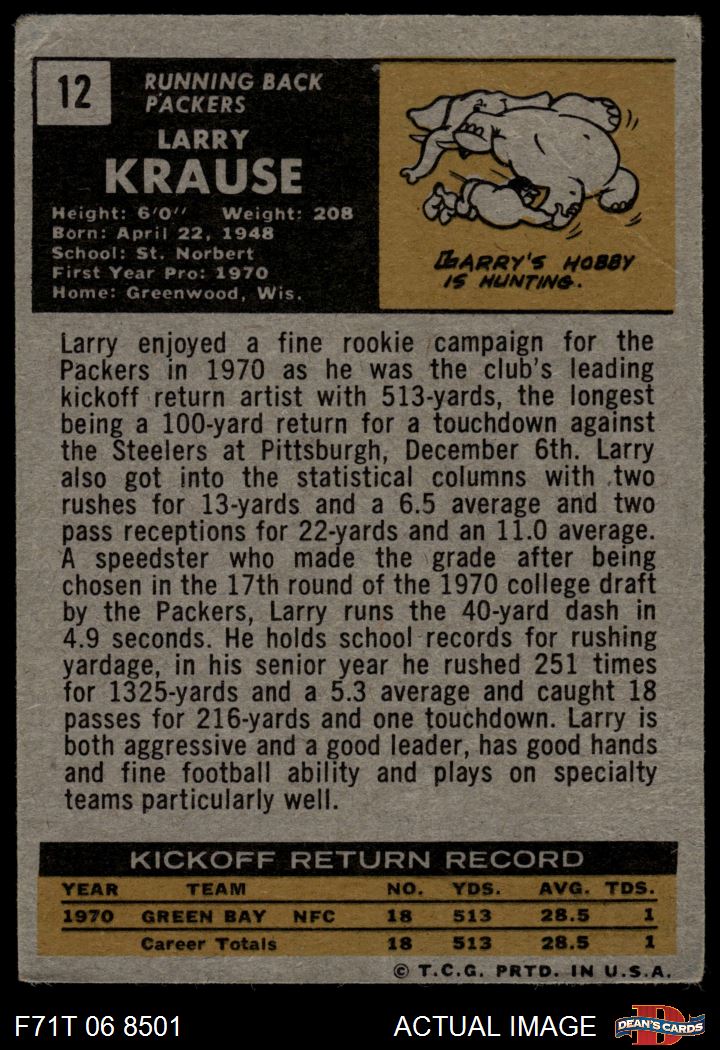 12
RUNNING BACK
PACKERS
LARRY
KRAUSE
Height: 6'0'' Weight: 208
Born: April 22, 1948
School: St. Norbert
First Year Pro: 1970
Home: Greenwood, Wis.
LARRY'S HOBBY
IS HUNTING.
Larry enjoyed a fine rookie campaign for the
Packers in 1970 as he was the club's leading
kickoff return artist with 513-yards, the longest
being a 100-yard return for a touchdown against
the Steelers at Pittsburgh, December 6th. Larry
also got into the statistical columns with two
rushes for 13-yards and a 6.5 average and two
pass receptions for 22-yards and an 11.0 average.
A speedster who made the grade after being
chosen in the 17th round of the 1970 college draft
by the Packers, Larry runs the 40-yard dash in
4.9 seconds. He holds school records for rushing
yardage, in his senior year he rushed 251 times
for 1325-yards and a 5.3 average and caught 18
passes for 216-yards and one touchdown. Larry is
both aggressive and a good leader, has good hands
and fine football ability and plays on specialty
teams particularly well.
KICKOFF RETURN RECORD
YEAR TEAM NO. YDS. AVG. TDS.
1970 GREEN BAY NFC 18 513 28.5 1
Career Totals 18 513 28.5 1
© T.C.G. PRTD. IN U.S.A.
F71T 06 8501 ACTUAL IMAGE D DEAN'S CARDS